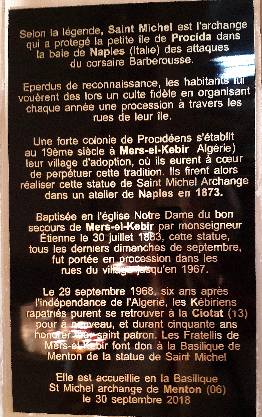 Selon la légende, Saint Michel est l'archange
qui a protegé la petite île de Procida dans
la baie de Naples (Italie) des attaques
du corsaire Barberousse.
Eperdus de reconnaissance, les habitants lui
vouèrent dès lors un culte fidèle en organisant
chaque année une procession à travers les
rues de leur île.
Une forte colonie de Procidéens s'établit
au 19ème siècle à Mers-el-Kebir Algérie)
leur village d'adoption, où ils eurent à cœur
de perpétuer cette tradition. Ils firent alors
réaliser cette statue de Saint Michel Archange
dans un atelier de Naples en 1873.
Baptisée en l'église Notre Dame du bon
secours de Mers-el-Kebir par monseigneur
Étienne le 30 juillet 1883, cette statue,
tous les derniers dimanches de septembre,
fut portée en procession dans les
rues du village jusqu'en 1967.
Le 29 septembre 1968, six ans après
l'indépendance de l'Algerie, les Kébiriens
rapatriés purent se retrouver à la Ciotat (13)
pour à nouveau, et durant cinquante ans
honorer leur saint patron. Les Fratellis de
Mers-el-Kebir font don à la Basilique de
Menton de la statue de Saint Michel
Elle est accueillie en la Basilique
St Michel archange de Menton (06)
le 30 septembre 2018